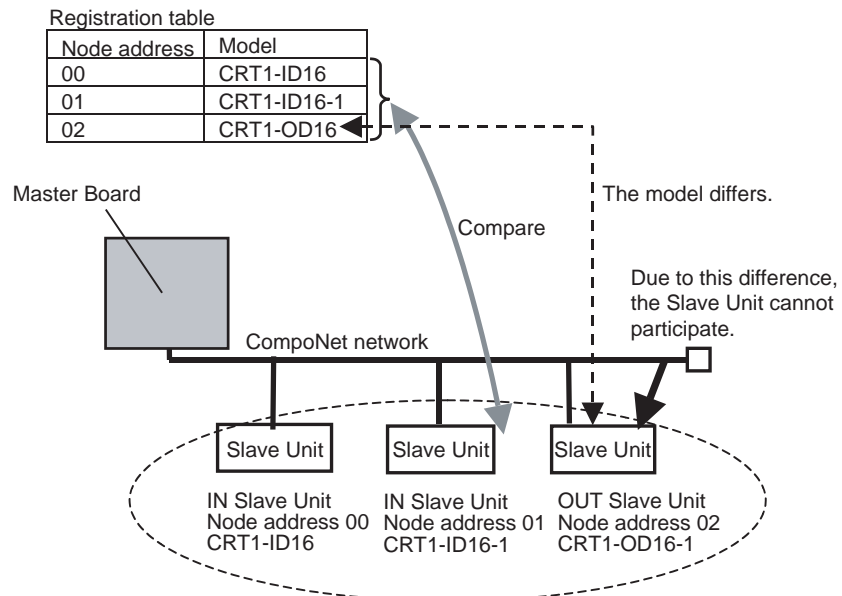 Registration table
Node address Model
00 CRT1-ID16
01 CRT1-ID16-1
02 CRT1-OD16
Master Board
The model differs.
Compare
Due to this difference,
the Slave Unit cannot
participate.
CompoNet network
Slave Unit Slave Unit Slave Unit
IN Slave Unit
Node address 00
CRT1-ID16
IN Slave Unit
Node address 01
CRT1-ID16-1
OUT Slave Unit
Node address 02
CRT1-OD16-1